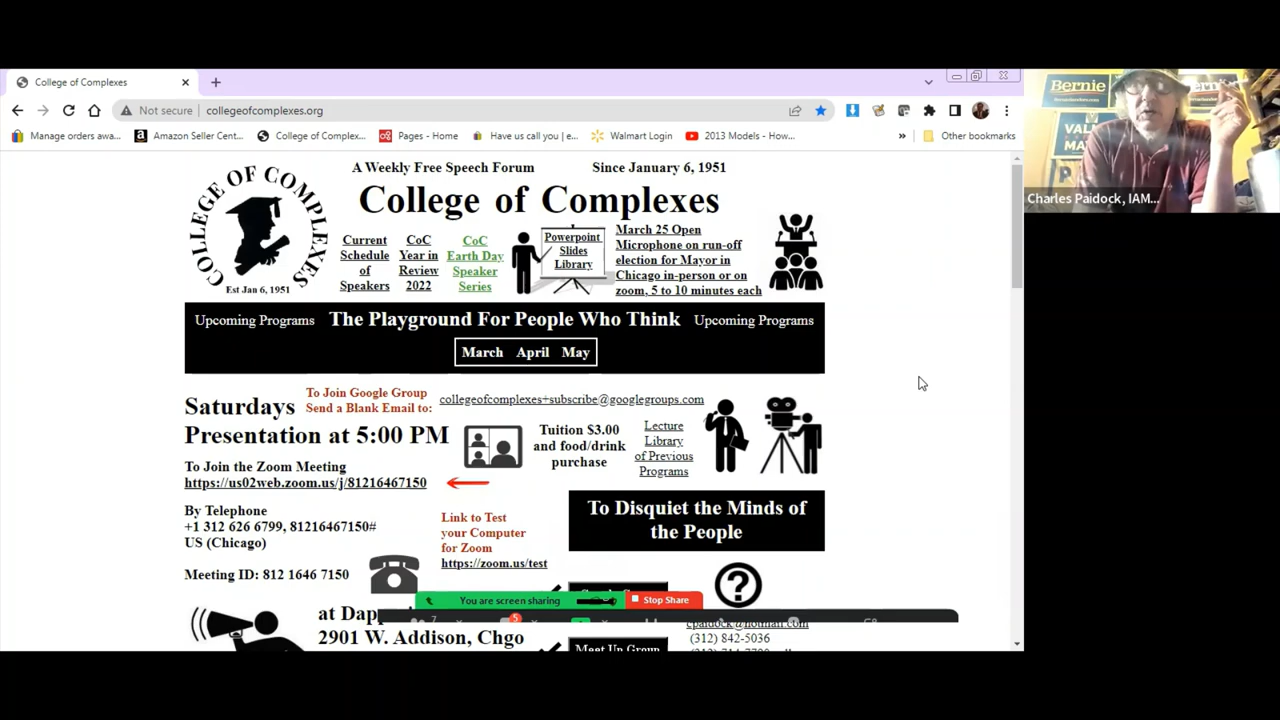 College of Complexes
Not secure
collegeofcomplexes.org
Manage orders awa...
Amazon Seller Cent...
College of Complex...
Pages - Home
Have us call you | e...
Walmart Login
2013 Models - How...
Other bookmarks
Bernie
Charles Paidock, IAM...
COLLEGE OF COMPLEXES
Est Jan 6, 1951
A Weekly Free Speech Forum
Since January 6, 1951
College of Complexes
Current
Schedule
of
Speakers
CoC
Year in
Review
2022
CoC
Earth Day
Speaker
Series
Powerpoint
Slides
Library
March 25 Open
Microphone on run-off
election for Mayor in
Chicago in-person or on
zoom, 5 to 10 minutes each
Upcoming Programs
The Playground For People Who Think
Upcoming Programs
March April May
Saturdays
Presentation at 5:00 PM
To Join Google Group
Send a Blank Email to:
collegeofcomplexes+subscribe@googlegroups.com
Tuition $3.00
and food/drink
purchase
Lecture
Library
of Previous
Programs
To Join the Zoom Meeting
https://us02web.zoom.us/j/81216467150
By Telephone
+1 312 626 6799, 81216467150#
US (Chicago)
Meeting ID: 812 1646 7150
Link to Test
your Computer
for Zoom
https://zoom.us/test
To Disquiet the Minds of
the People
You are screen sharing
Stop Share
7
5
at
2901 W. Addison, Chgo
Meet Up Group
cpaidock@hotmail.com
(312) 842-5036